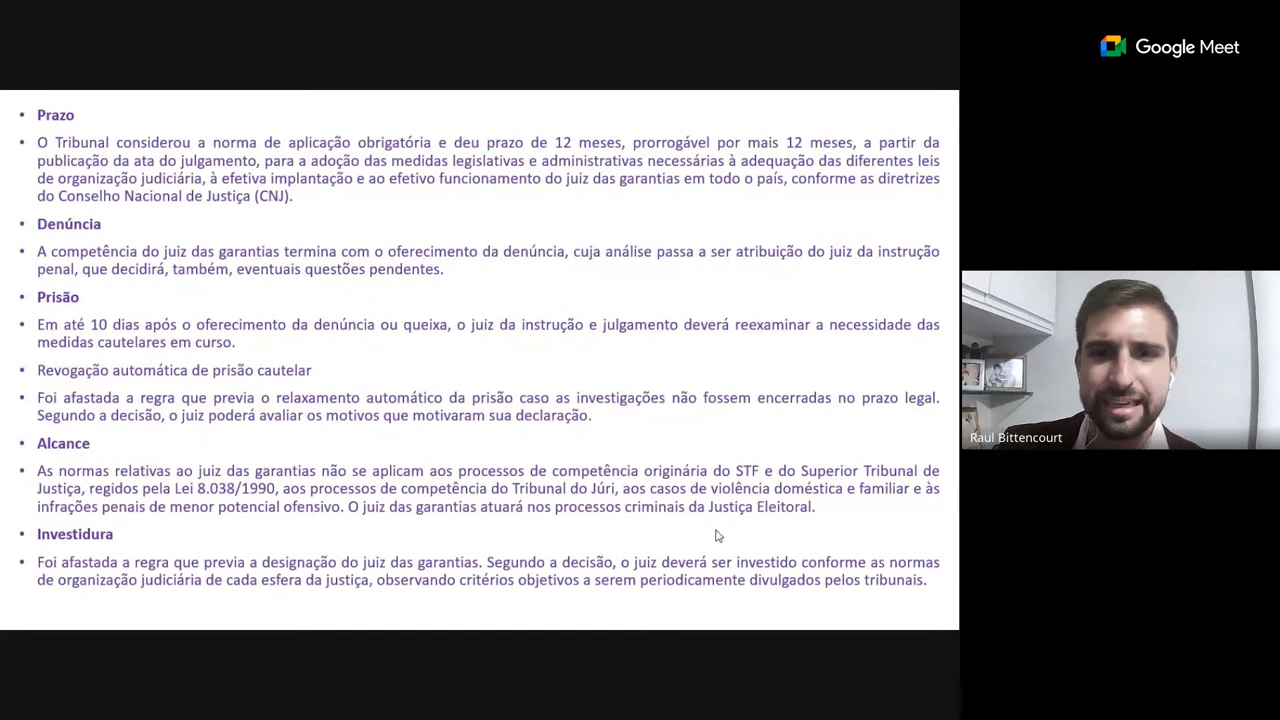 Google Meet
• Prazo
• O Tribunal considerou a norma de aplicação obrigatória e deu prazo de 12 meses, prorrogável por mais 12 meses, a partir da
publicação da ata do julgamento, para a adoção das medidas legislativas e administrativas necessárias à adequação das diferentes leis
de organização judiciária, à efetiva implantação e ao efetivo funcionamento do juiz das garantias em todo o país, conforme as diretrizes
do Conselho Nacional de Justiça (CNJ).
• Denúncia
• A competência do juiz das garantias termina com o oferecimento da denúncia, cuja análise passa a ser atribuição do juiz da instrução
penal, que decidirá, também, eventuais questões pendentes.
• Prisão
• Em até 10 dias após o oferecimento da denúncia ou queixa, o juiz da instrução e julgamento deverá reexaminar a necessidade das
medidas cautelares em curso.
• Revogação automática de prisão cautelar
• Foi afastada a regra que previa o relaxamento automático da prisão caso as investigações não fossem encerradas no prazo legal.
Segundo a decisão, o juiz poderá avaliar os motivos que motivaram sua declaração.
• Alcance
• As normas relativas ao juiz das garantias não se aplicam aos processos de competência originária do STF e do Superior Tribunal de
Justiça, regidos pela Lei 8.038/1990, aos processos de competência do Tribunal do Júri, aos casos de violência doméstica e familiar e às
infrações penais de menor potencial ofensivo. O juiz das garantias atuará nos processos criminais da Justiça Eleitoral.
• Investidura
• Foi afastada a regra que previa a designação do juiz das garantias. Segundo a decisão, o juiz deverá ser investido conforme as normas
de organização judiciária de cada esfera da justiça, observando critérios objetivos a serem periodicamente divulgados pelos tribunais.
Raul Bittencourt